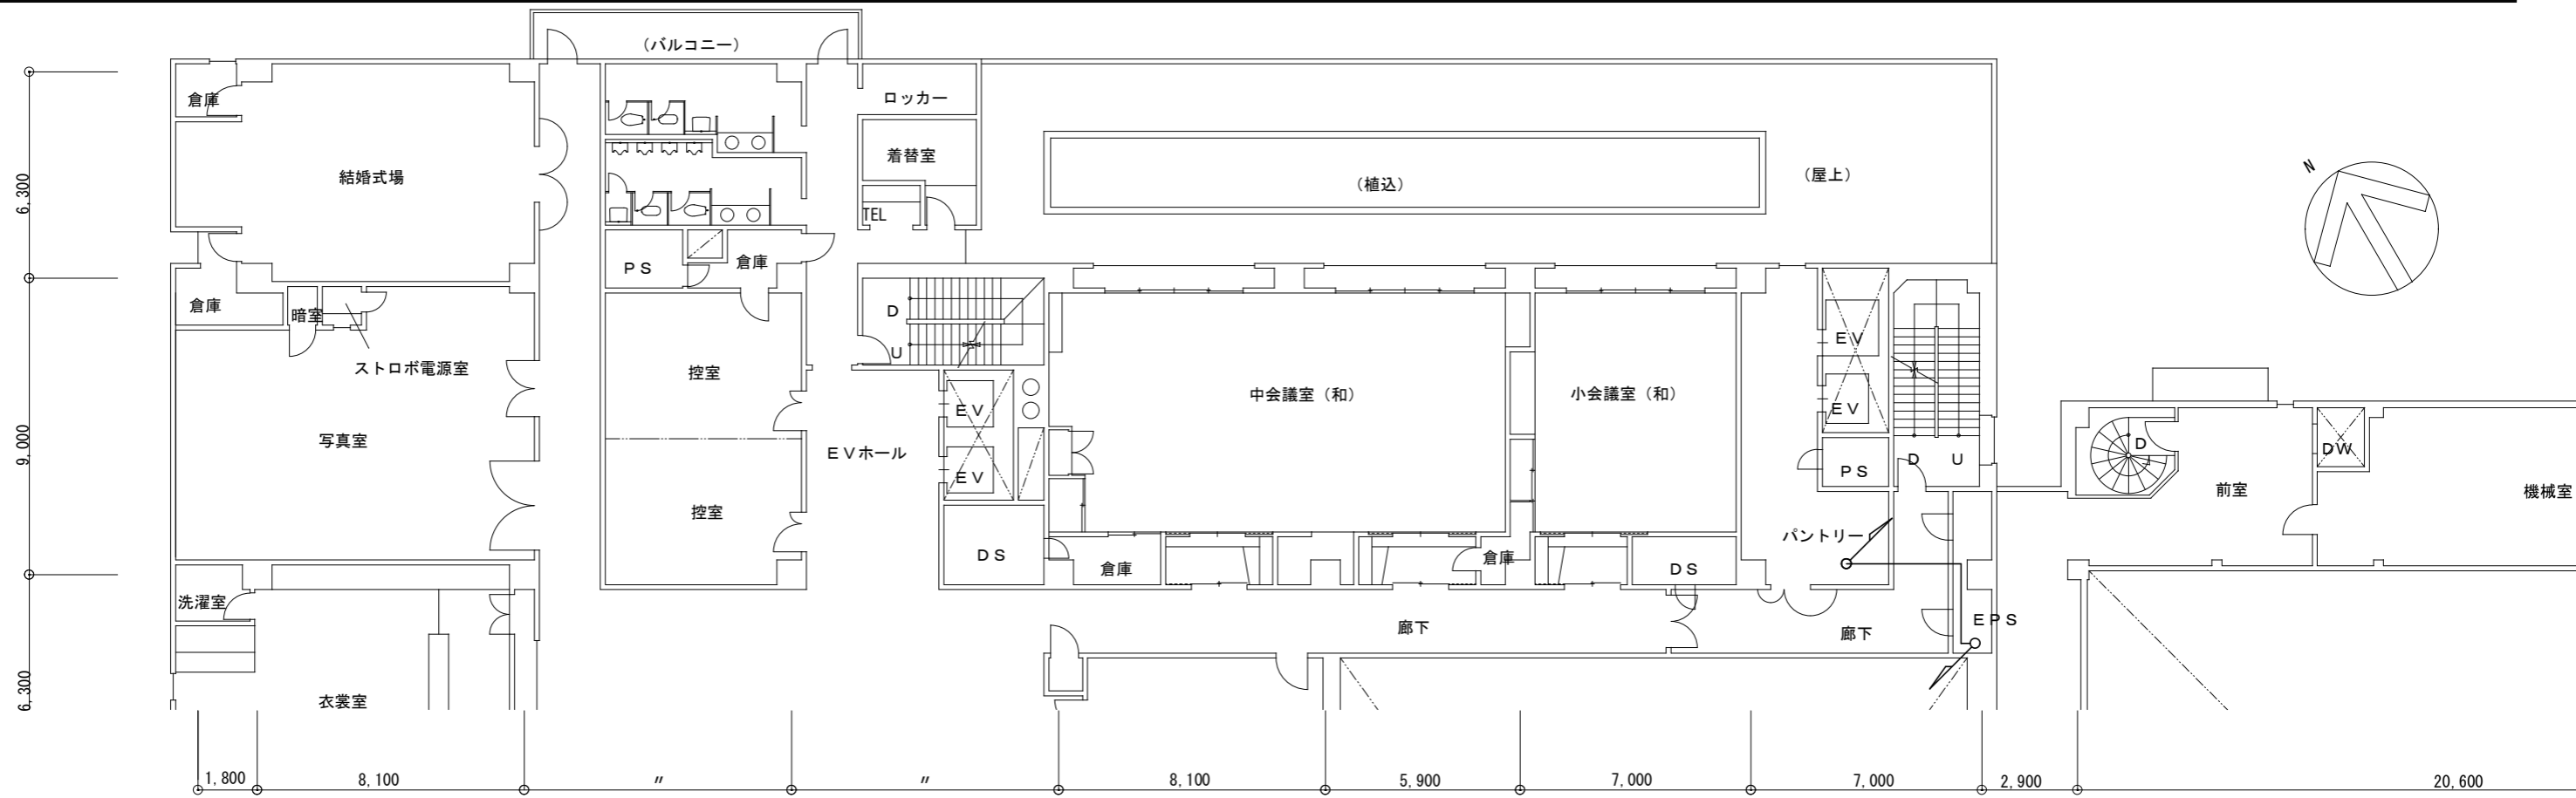 (バルコニー)
倉庫
ロッカー
着替室
結婚式場
(植込)
(屋上)
N
6,300
TEL
PS
倉庫
倉庫
暗室
D
U
EV
ストロボ電源室
控室
中会議室(和)
小会議室(和)
EV
EV
写真室
9,000
EVホール
D
DW
EV
PS
D
U
前室
機械室
控室
パントリー
DS
倉庫
倉庫
DS
洗濯室
EPS
廊下
廊下
6,300
衣裳室
1,800
8,100
〃
〃
8,100
5,900
7,000
7,000
2,900
20,600